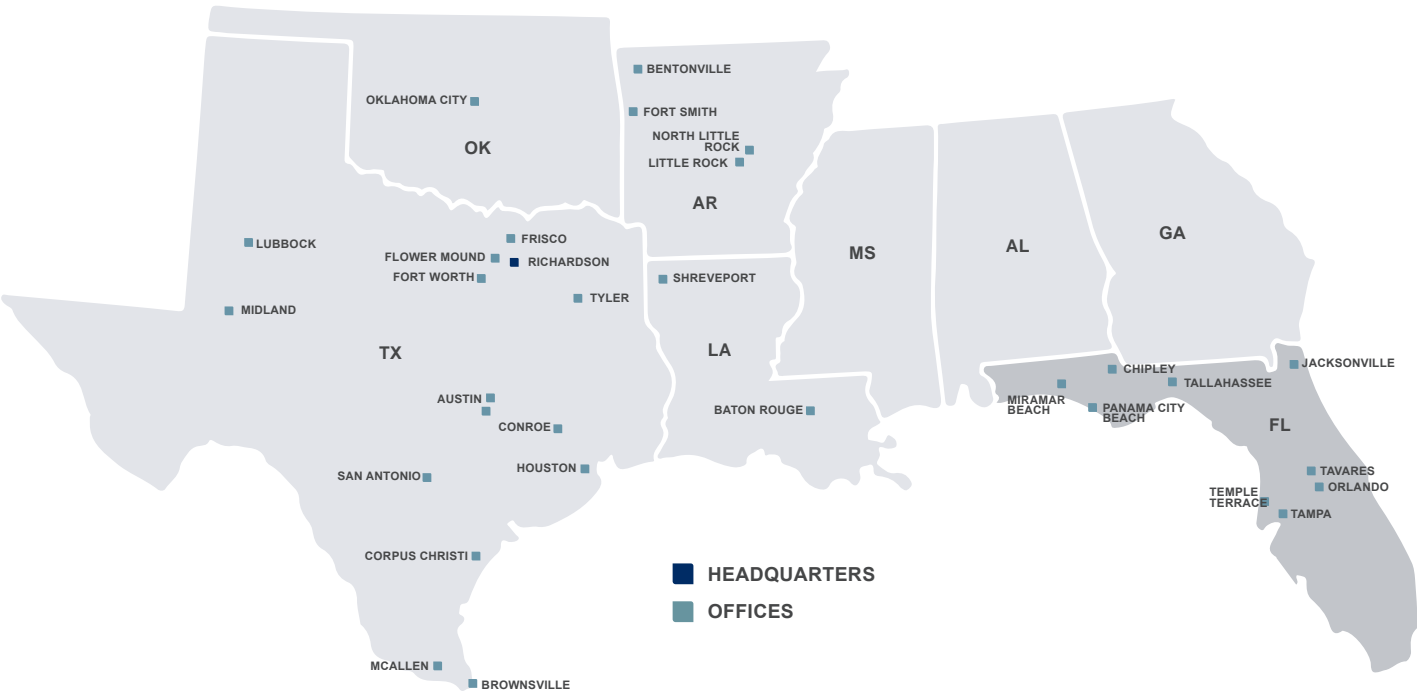 BENTONVILLE
OKLAHOMA CITY
FORT SMITH
NORTH LITTLE
ROCK
OK
LITTLE ROCK
AR
LUBBOCK
FRISCO
FLOWER MOUND
RICHARDSON
FORT WORTH
MS
AL
GA
SHREVEPORT
TYLER
MIDLAND
TX
LA
JACKSONVILLE
CHIPLEY
TALLAHASSEE
MIRAMAR
BEACH
PANAMA CITY
BEACH
AUSTIN
BATON ROUGE
CONROE
FL
HOUSTON
SAN ANTONIO
TAVARES
ORLANDO
TEMPLE
TERRACE
TAMPA
CORPUS CHRISTI
HEADQUARTERS
OFFICES
MCALLEN
BROWNSVILLE